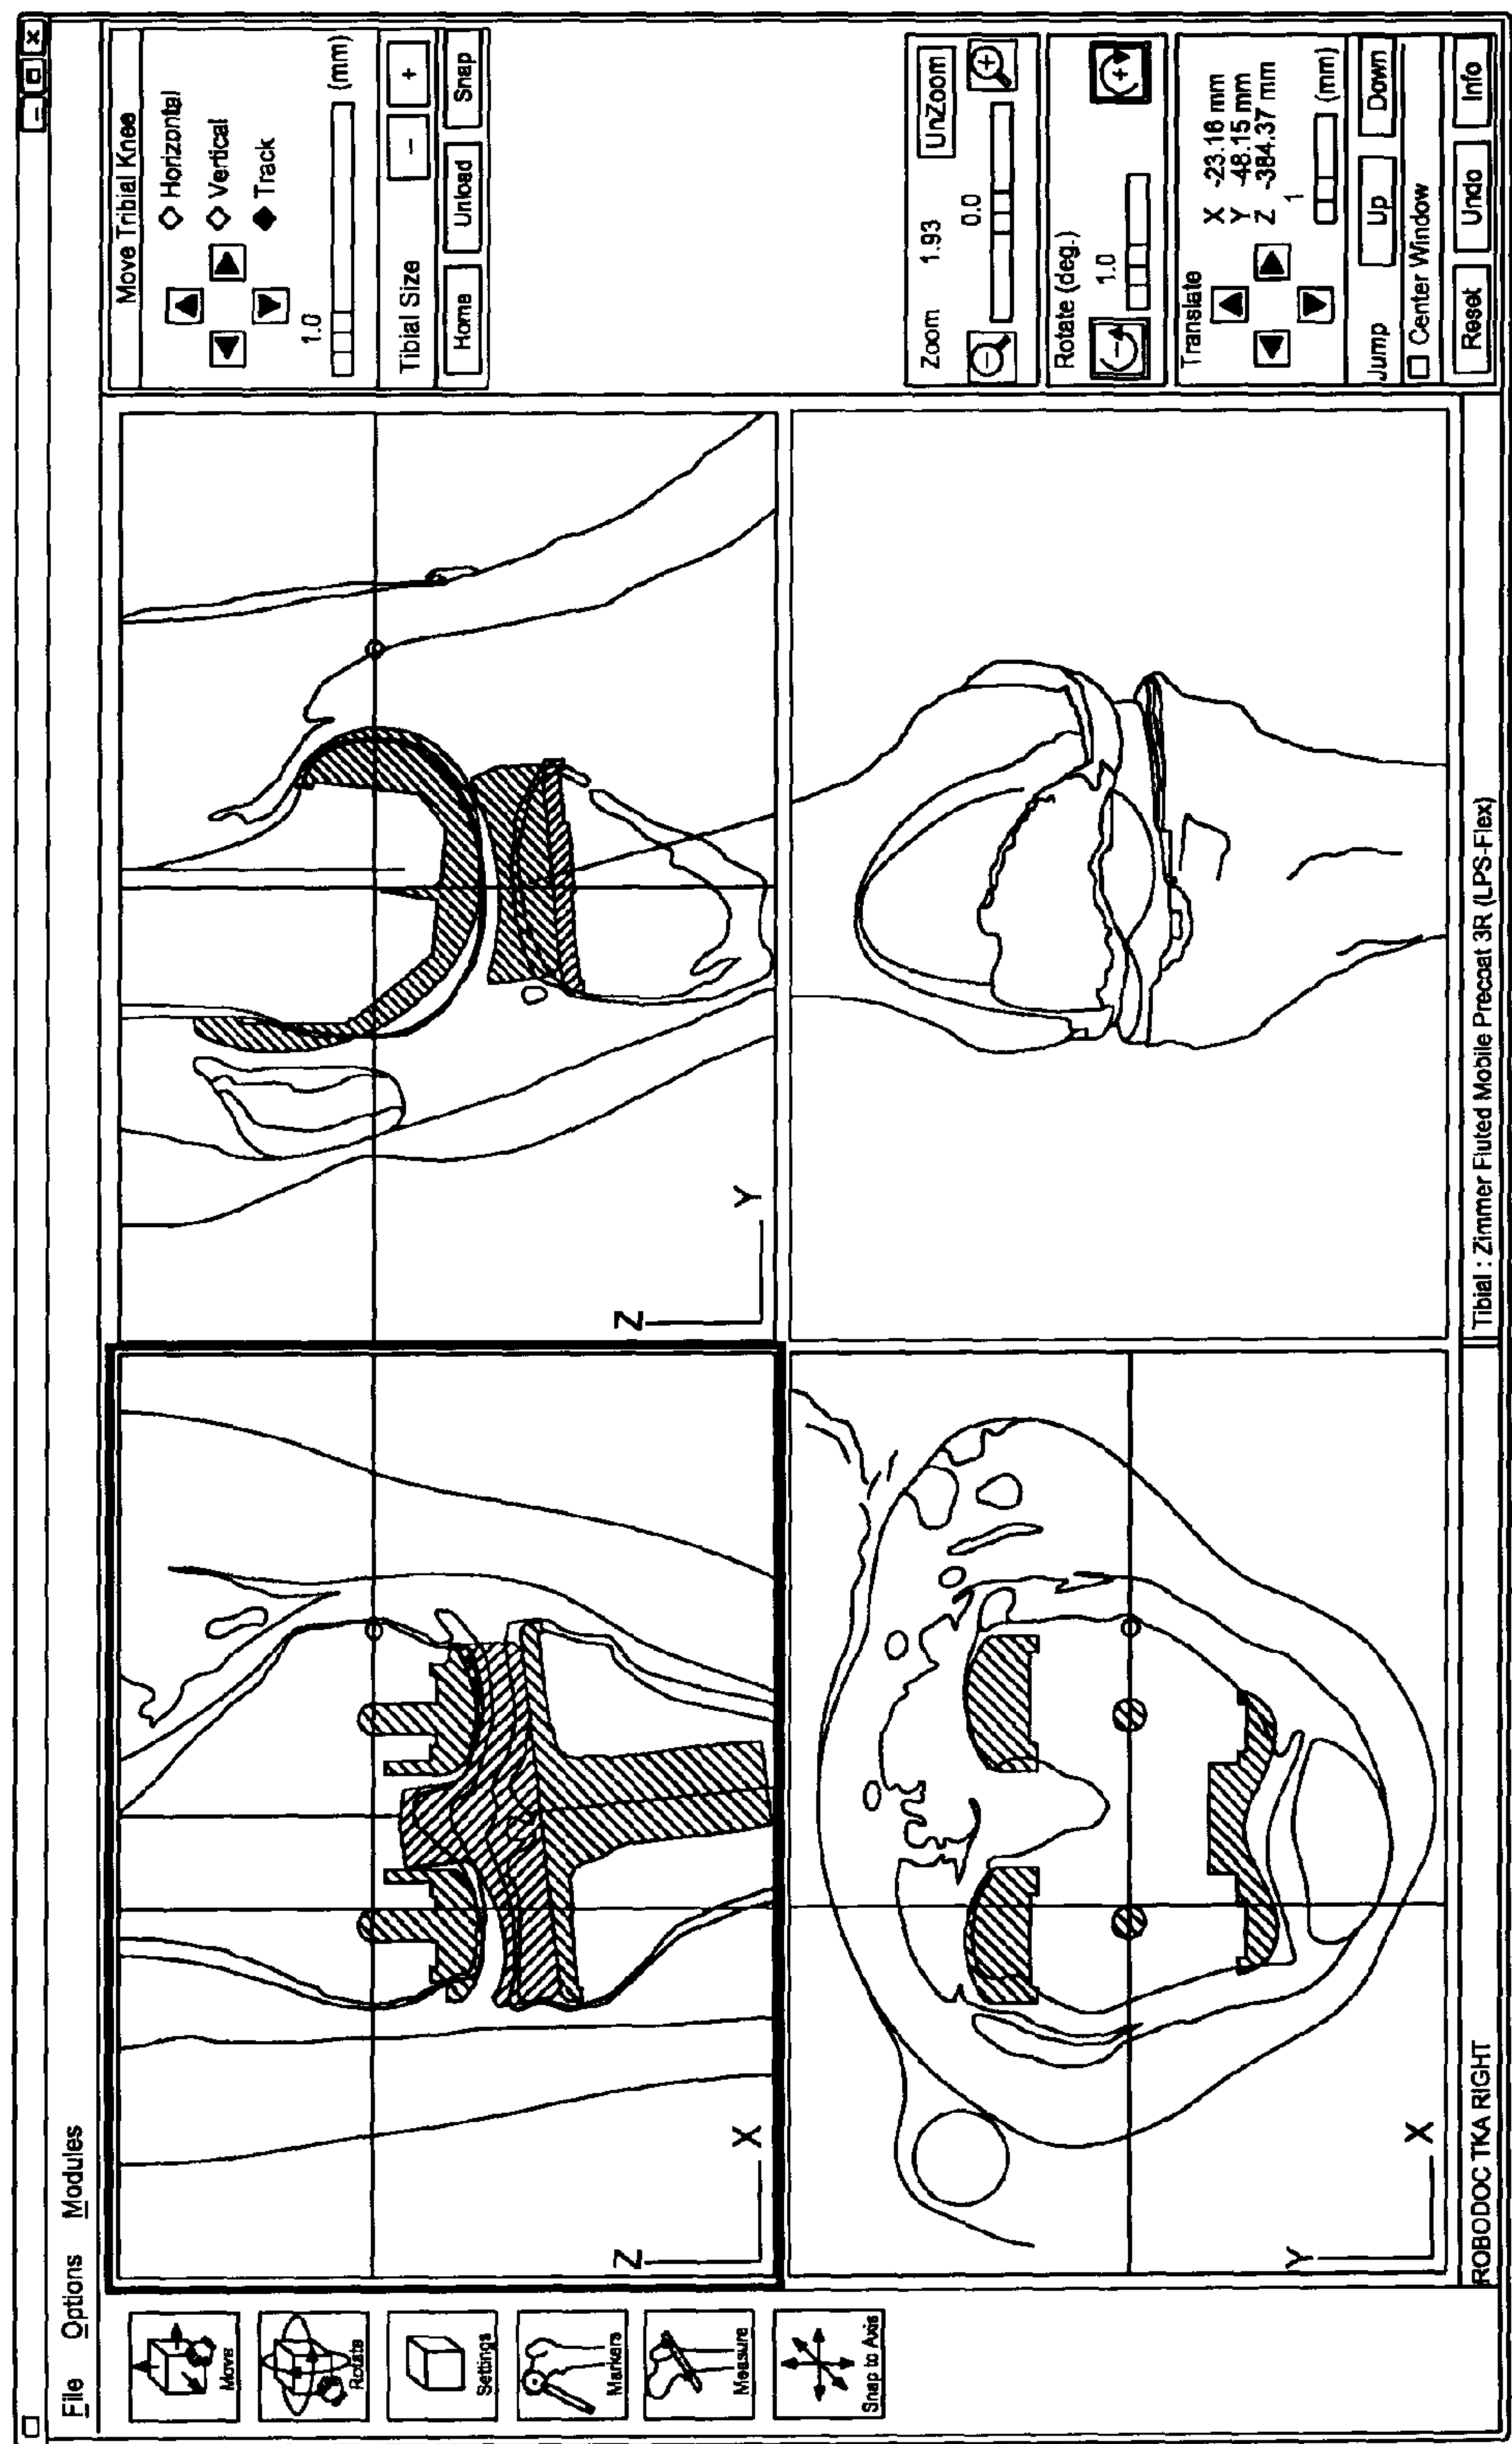 File Options Modules
Move
Rotate
Settings
Markers
Measure
Snap to Axis
Z
X
Z
Y
Y
X
ROBODOC TKA RIGHT
Tibial : Zimmer Fluted Mobile Precoat 3R (LPS-Flex)
Move Tribial Knee
Horizontal
Vertical
Track
1.0
(mm)
Tibial Size
- +
Home Unload Snap
Zoom 1.93 UnZoom
0.0
Rotate (deg.)
1.0
Translate
X -23.16 mm
Y -48.15 mm
Z -384.37 mm
1
(mm)
Jump Up Down
Center Window
Reset Undo Info